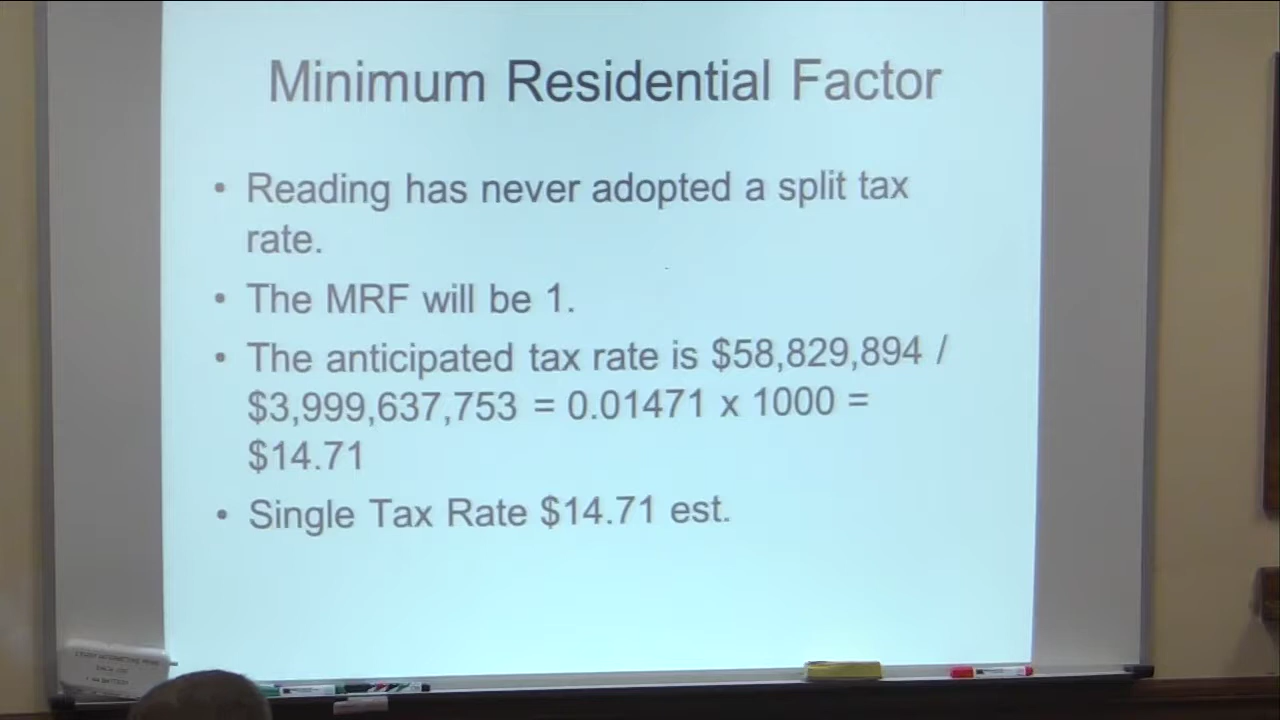 Minimum Residential Factor
• Reading has never adopted a split tax
rate.
• The MRF will be 1.
• The anticipated tax rate is $58,829,894 /
$3,999,637,753 = 0.01471 x 1000 =
$14.71
• Single Tax Rate $14.71 est.